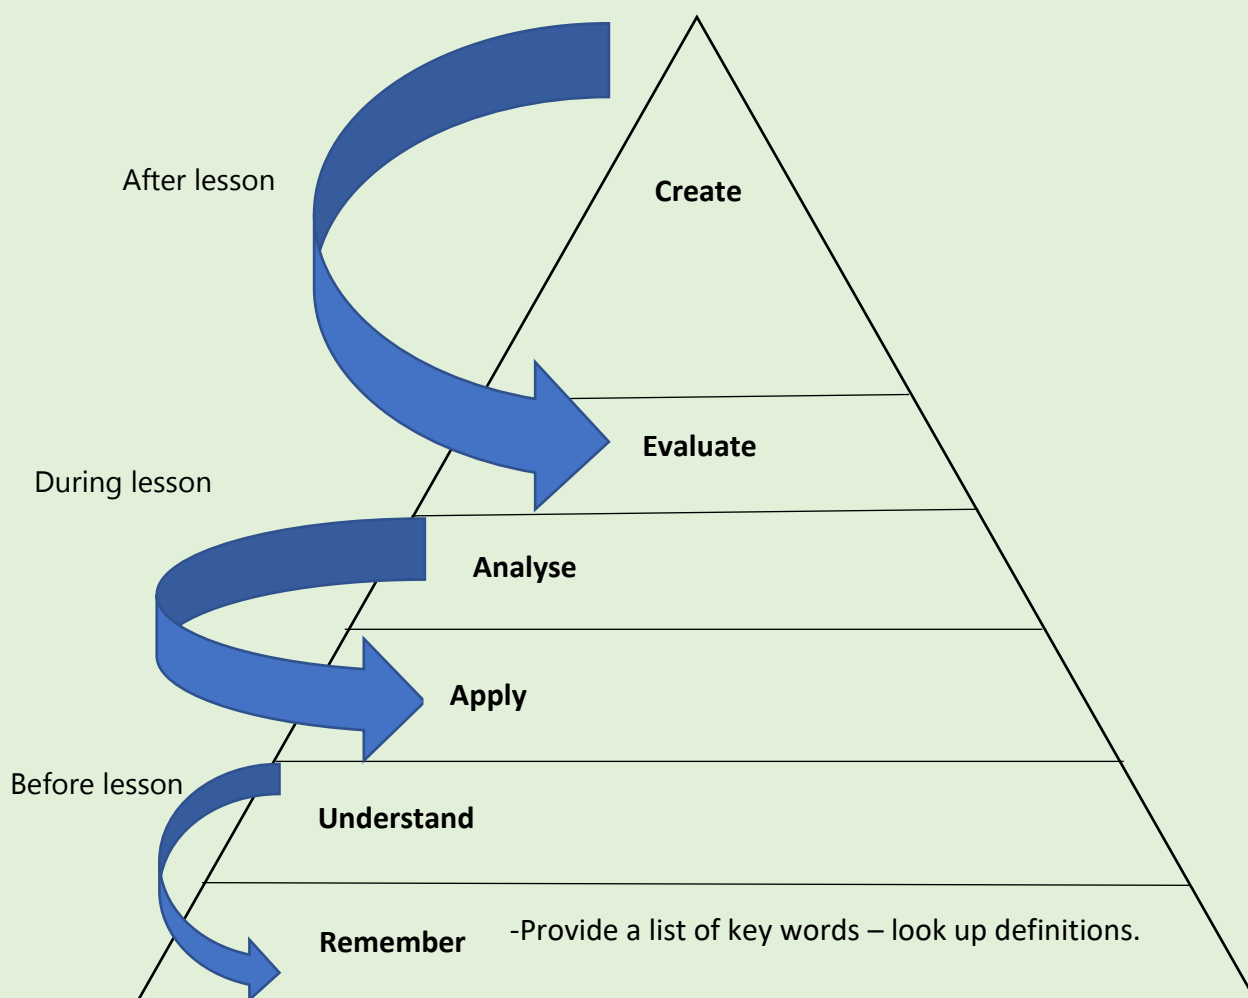 After lesson
Create
Evaluate
During lesson
Analyse
Apply
Before lesson
Understand
Remember -Provide a list of key words – look up definitions.